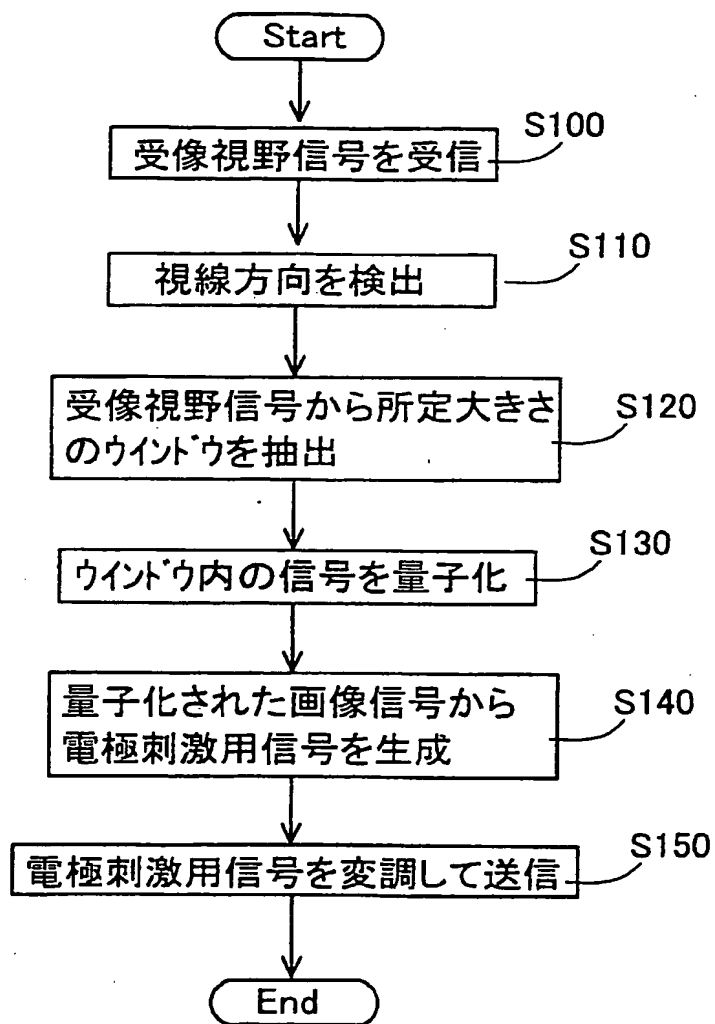 Start
受像視野信号を受信
S100
視線方向を検出
S110
受像視野信号から所定大きさ
のウインドウを抽出
S120
ウインドウ内の信号を量子化
S130
量子化された画像信号から
電極刺激用信号を生成
S140
電極刺激用信号を変調して送信
S150
End